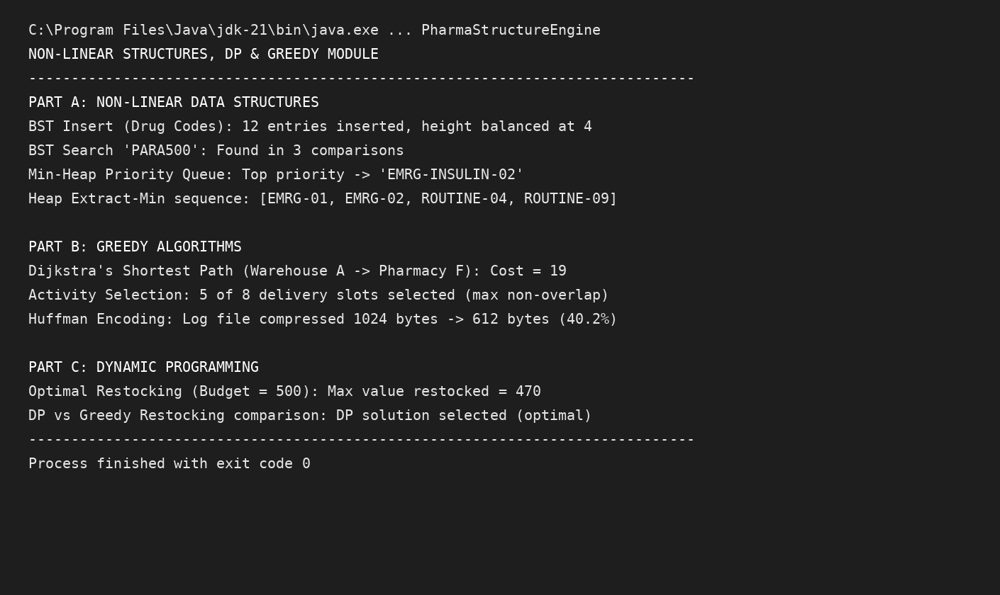 C:\Program Files\Java\jdk-21\bin\java.exe ... PharmaStructureEngine
NON-LINEAR STRUCTURES, DP & GREEDY MODULE
------------------------------------------------------------------------------
PART A: NON-LINEAR DATA STRUCTURES
BST Insert (Drug Codes): 12 entries inserted, height balanced at 4
BST Search 'PARA500': Found in 3 comparisons
Min-Heap Priority Queue: Top priority -> 'EMRG-INSULIN-02'
Heap Extract-Min sequence: [EMRG-01, EMRG-02, ROUTINE-04, ROUTINE-09]
PART B: GREEDY ALGORITHMS
Dijkstra's Shortest Path (Warehouse A -> Pharmacy F): Cost = 19
Activity Selection: 5 of 8 delivery slots selected (max non-overlap)
Huffman Encoding: Log file compressed 1024 bytes -> 612 bytes (40.2%)
PART C: DYNAMIC PROGRAMMING
Optimal Restocking (Budget = 500): Max value restocked = 470
DP vs Greedy Restocking comparison: DP solution selected (optimal)
------------------------------------------------------------------------------
Process finished with exit code 0